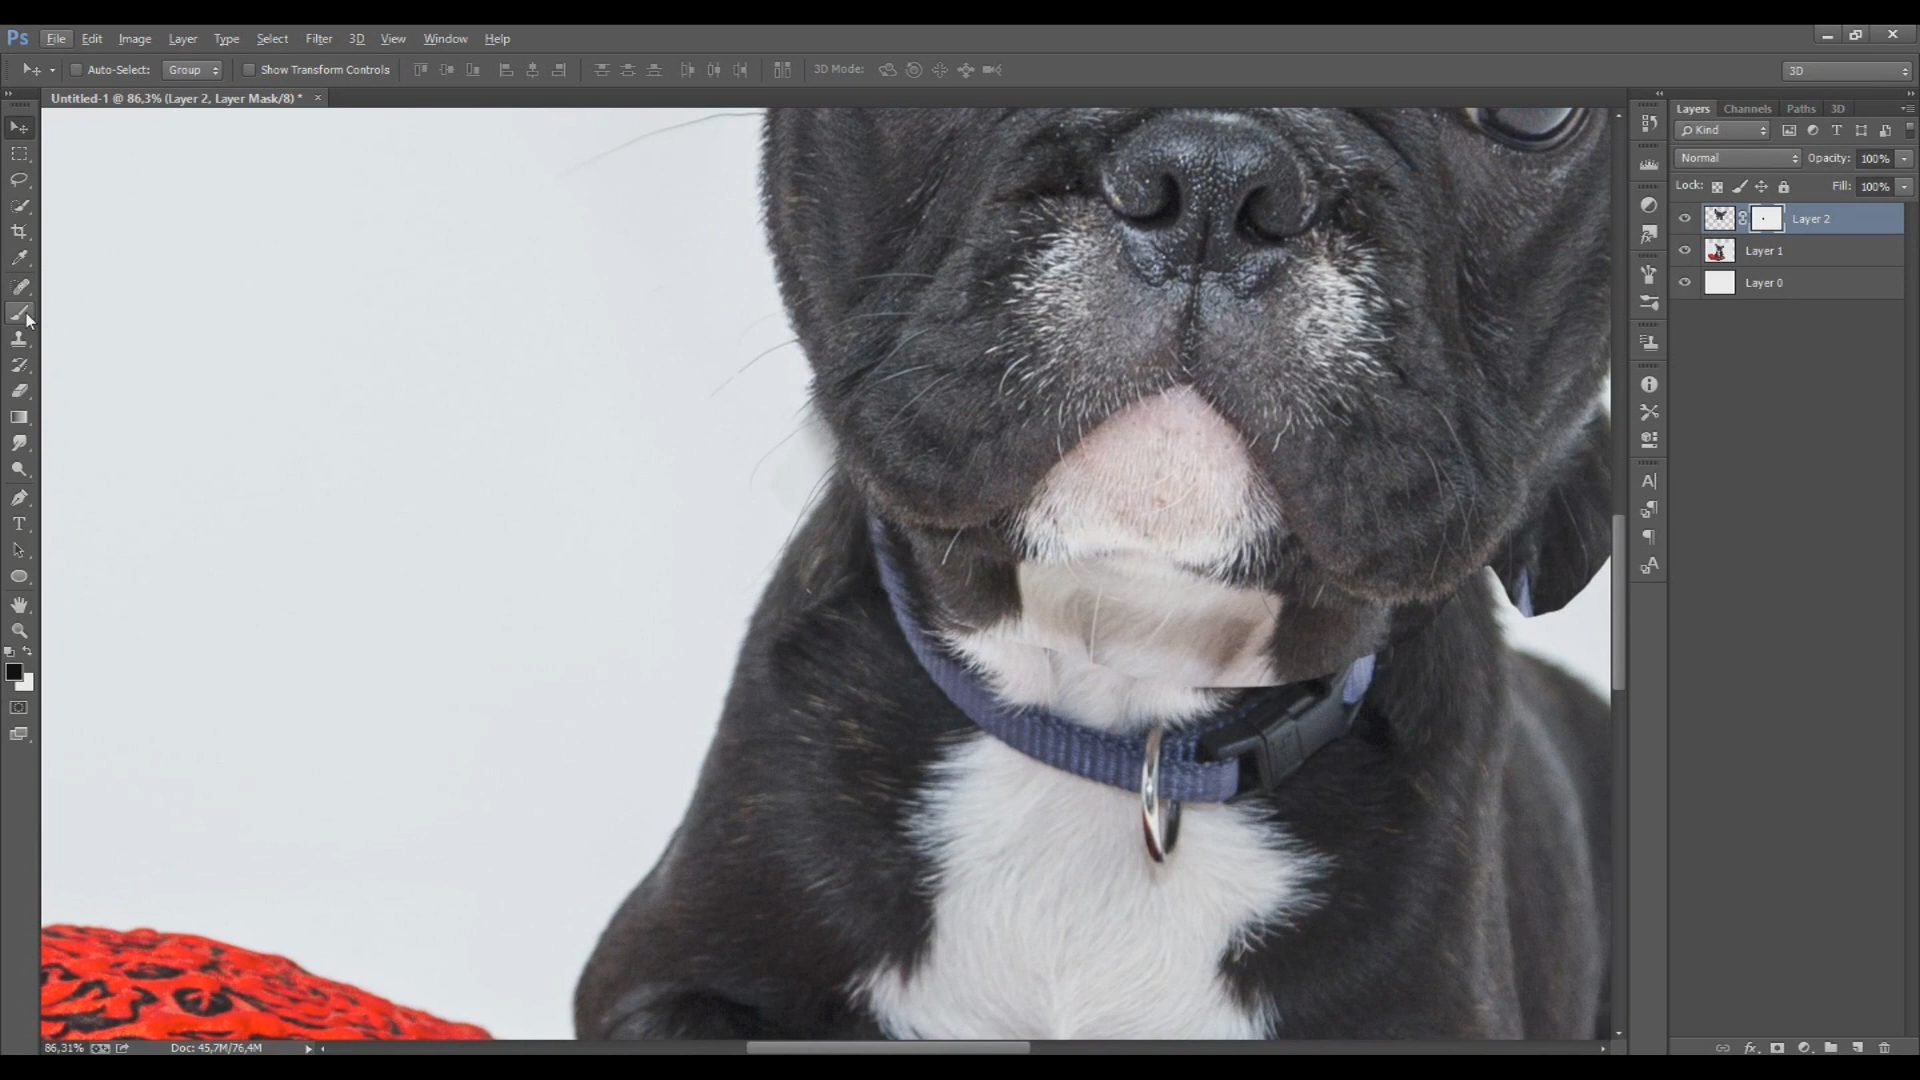 Ps File Edit Image Layer Type Select Filter 3D View Window Help
Auto-Select: Group Show Transform Controls 3D Mode: 3D
Untitled-1 @ 86,3% (Layer 2, Layer Mask/8) * ×
Layers Channels Paths 3D
Kind
Normal Opacity: 100%
Lock: Fill: 100%
Layer 2
Layer 1
Layer 0
86,31% Doc: 45,7M/76,4M